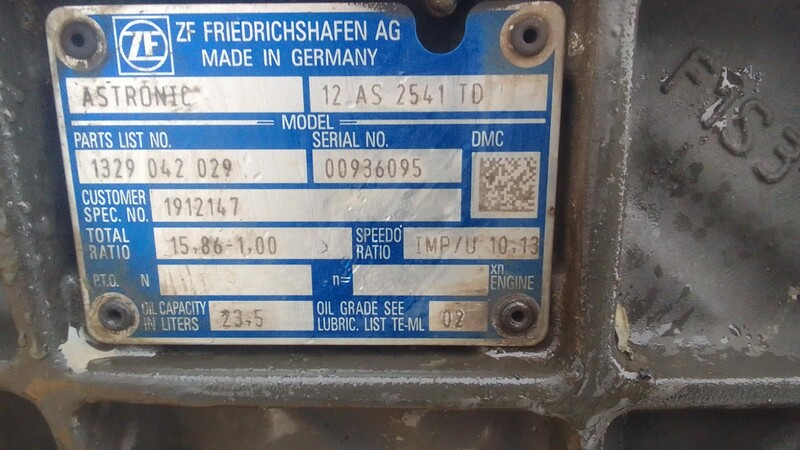 ZF
ZF FRIEDRICHSHAFEN AG
MADE IN GERMANY
ASTRONIC 12 AS 2541 TD
MODEL
PARTS LIST NO. SERIAL NO. DMC
1329 042 029 00936095
CUSTOMER
SPEC. NO. 1912147
TOTAL
RATIO 15,86-1,00 SPEEDO
RATIO IMP/U 10,13
P.T.O. N n= xn
ENGINE
OIL CAPACITY
IN LITERS 23,5 OIL GRADE SEE
LUBRIC. LIST TE-ML 02